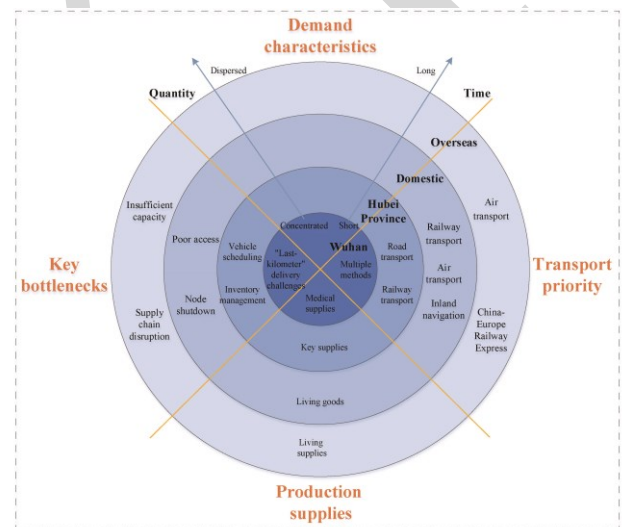 Demand
characteristics
Dispersed
Long
Quantity
Time
Overseas
Domestic
Hubei
Province
Wuhan
Concentrated
Short
Insufficient
capacity
Poor access
Vehicle
scheduling
"Last-
kilometer"
delivery
challenges
Multiple
methods
Road
transport
Railway
transport
Air
transport
Key
bottlenecks
Supply
chain
disruption
Node
shutdown
Inventory
management
Medical
supplies
Railway
transport
Air
transport
Inland
navigation
China-
Europe
Railway
Express
Transport
priority
Key supplies
Living goods
Living
supplies
Production
supplies